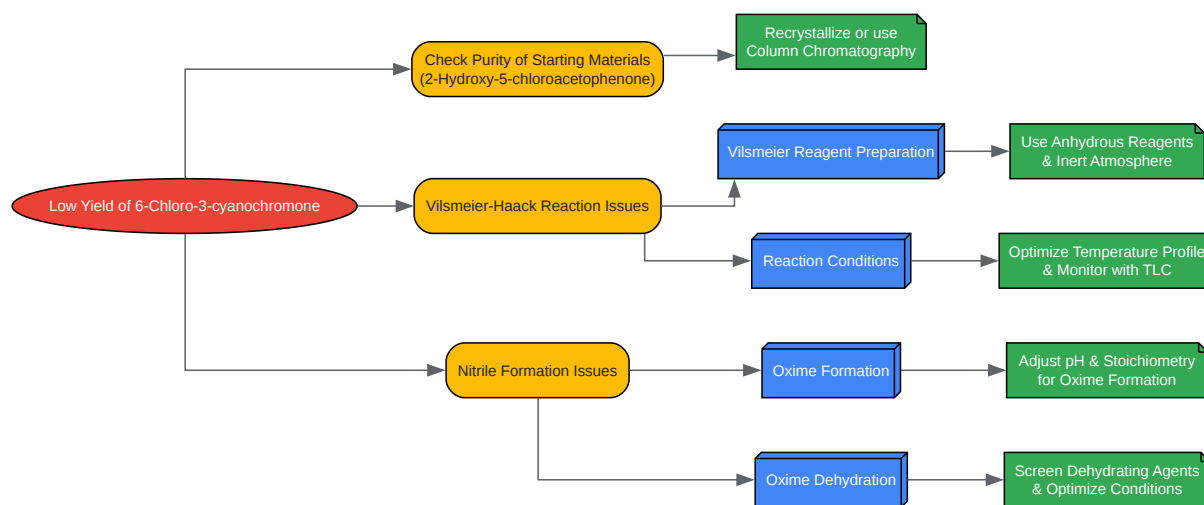 Recrystallize or use
Column Chromatography
Check Purity of Starting Materials
(2-Hydroxy-5-chloroacetophenone)
Vilsmeier Reagent Preparation
Use Anhydrous Reagents
& Inert Atmosphere
Low Yield of 6-Chloro-3-cyanochromone
Vilsmeier-Haack Reaction Issues
Reaction Conditions
Optimize Temperature Profile
& Monitor with TLC
Nitrile Formation Issues
Oxime Formation
Adjust pH & Stoichiometry
for Oxime Formation
Oxime Dehydration
Screen Dehydrating Agents
& Optimize Conditions